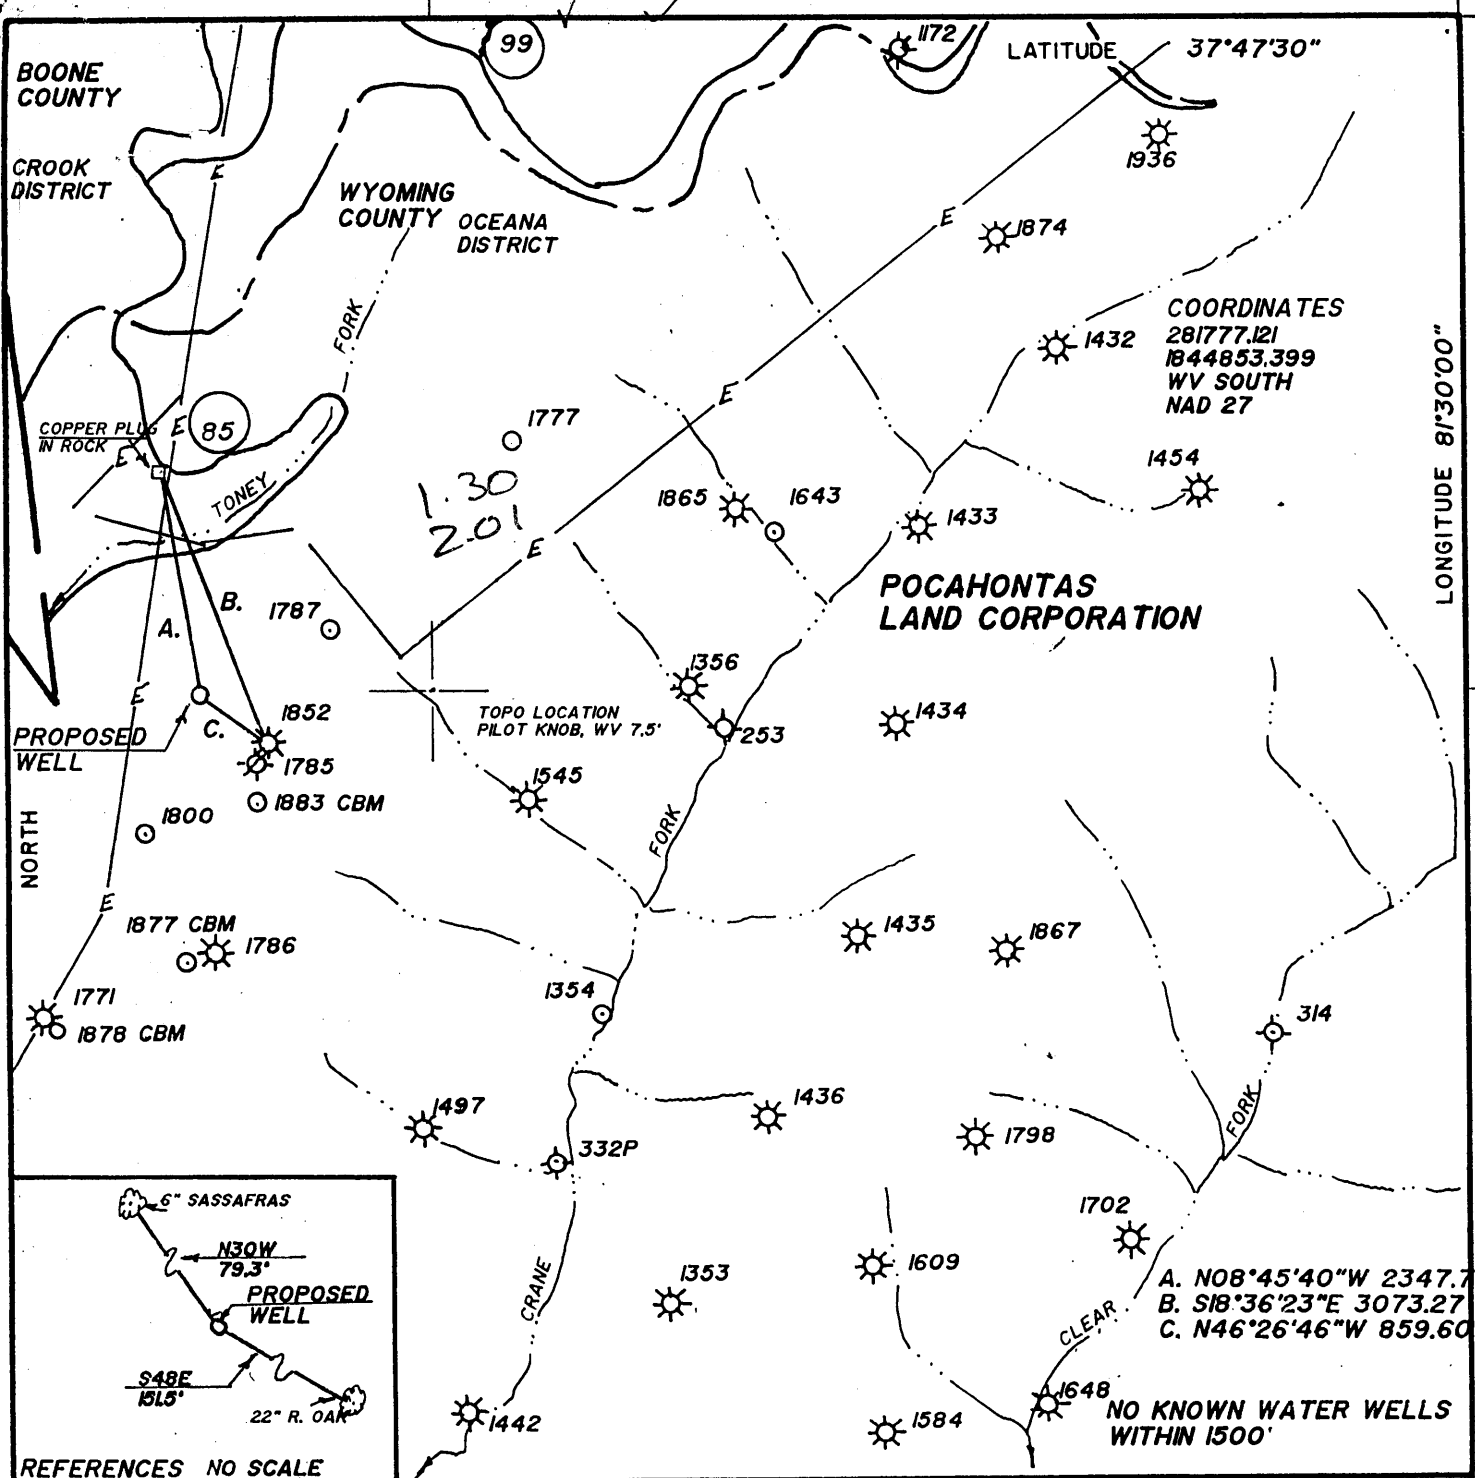 99
1172
LATITUDE 37°47'30"
BOONE
COUNTY
1936
CROOK
DISTRICT
E
WYOMING
COUNTY
OCEANA
DISTRICT
E
1874
FORK
COORDINATES
281777.121
1844853.399
WV SOUTH
NAD 27
1432
LONGITUDE 81°30'00"
E
COPPER PLUG
IN ROCK
E
85
1777
E
TONEY
1.30
2.01
1454
1865
1643
1433
E
POCAHONTAS
LAND CORPORATION
A.
B.
1787
1356
E
TOPO LOCATION
PILOT KNOB, WV 7.5'
1434
253
PROPOSED
WELL
C.
1852
1785
1883 CBM
1545
1800
FORK
NORTH
E
1877 CBM
1786
1435
1867
1771
1878 CBM
1354
314
1497
1436
1798
FORK
332P
6" SASSAFRAS
N30W
79.3'
PROPOSED
WELL
S48E
151.5'
22" R. OAK
REFERENCES NO SCALE
1702
1609
1353
CRANE
CLEAR
A. N08°45'40"W 2347.7
B. S18°36'23"E 3073.27
C. N46°26'46"W 859.60
1442
1584
1648
NO KNOWN WATER WELLS
WITHIN 1500'